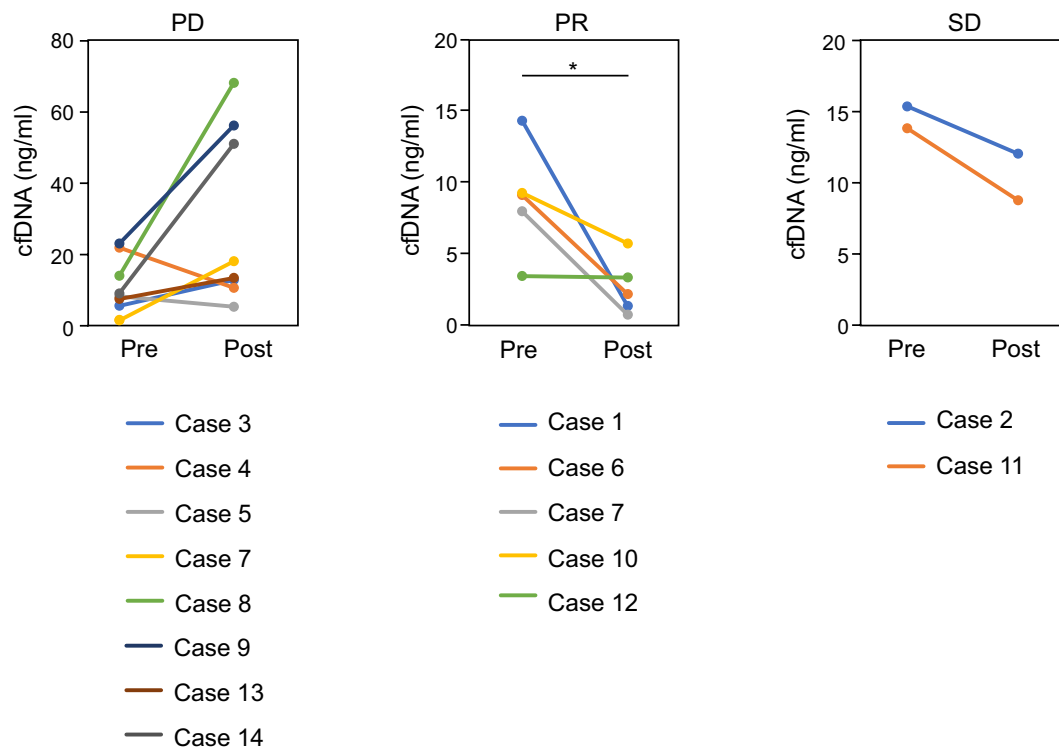 PD
80
60
40
20
0
cfDNA (ng/ml)
Pre Post
Case 3
Case 4
Case 5
Case 7
Case 8
Case 9
Case 13
Case 14
PR
20
15
10
5
0
cfDNA (ng/ml)
*
Pre Post
Case 1
Case 6
Case 7
Case 10
Case 12
SD
20
15
10
5
0
cfDNA (ng/ml)
Pre Post
Case 2
Case 11